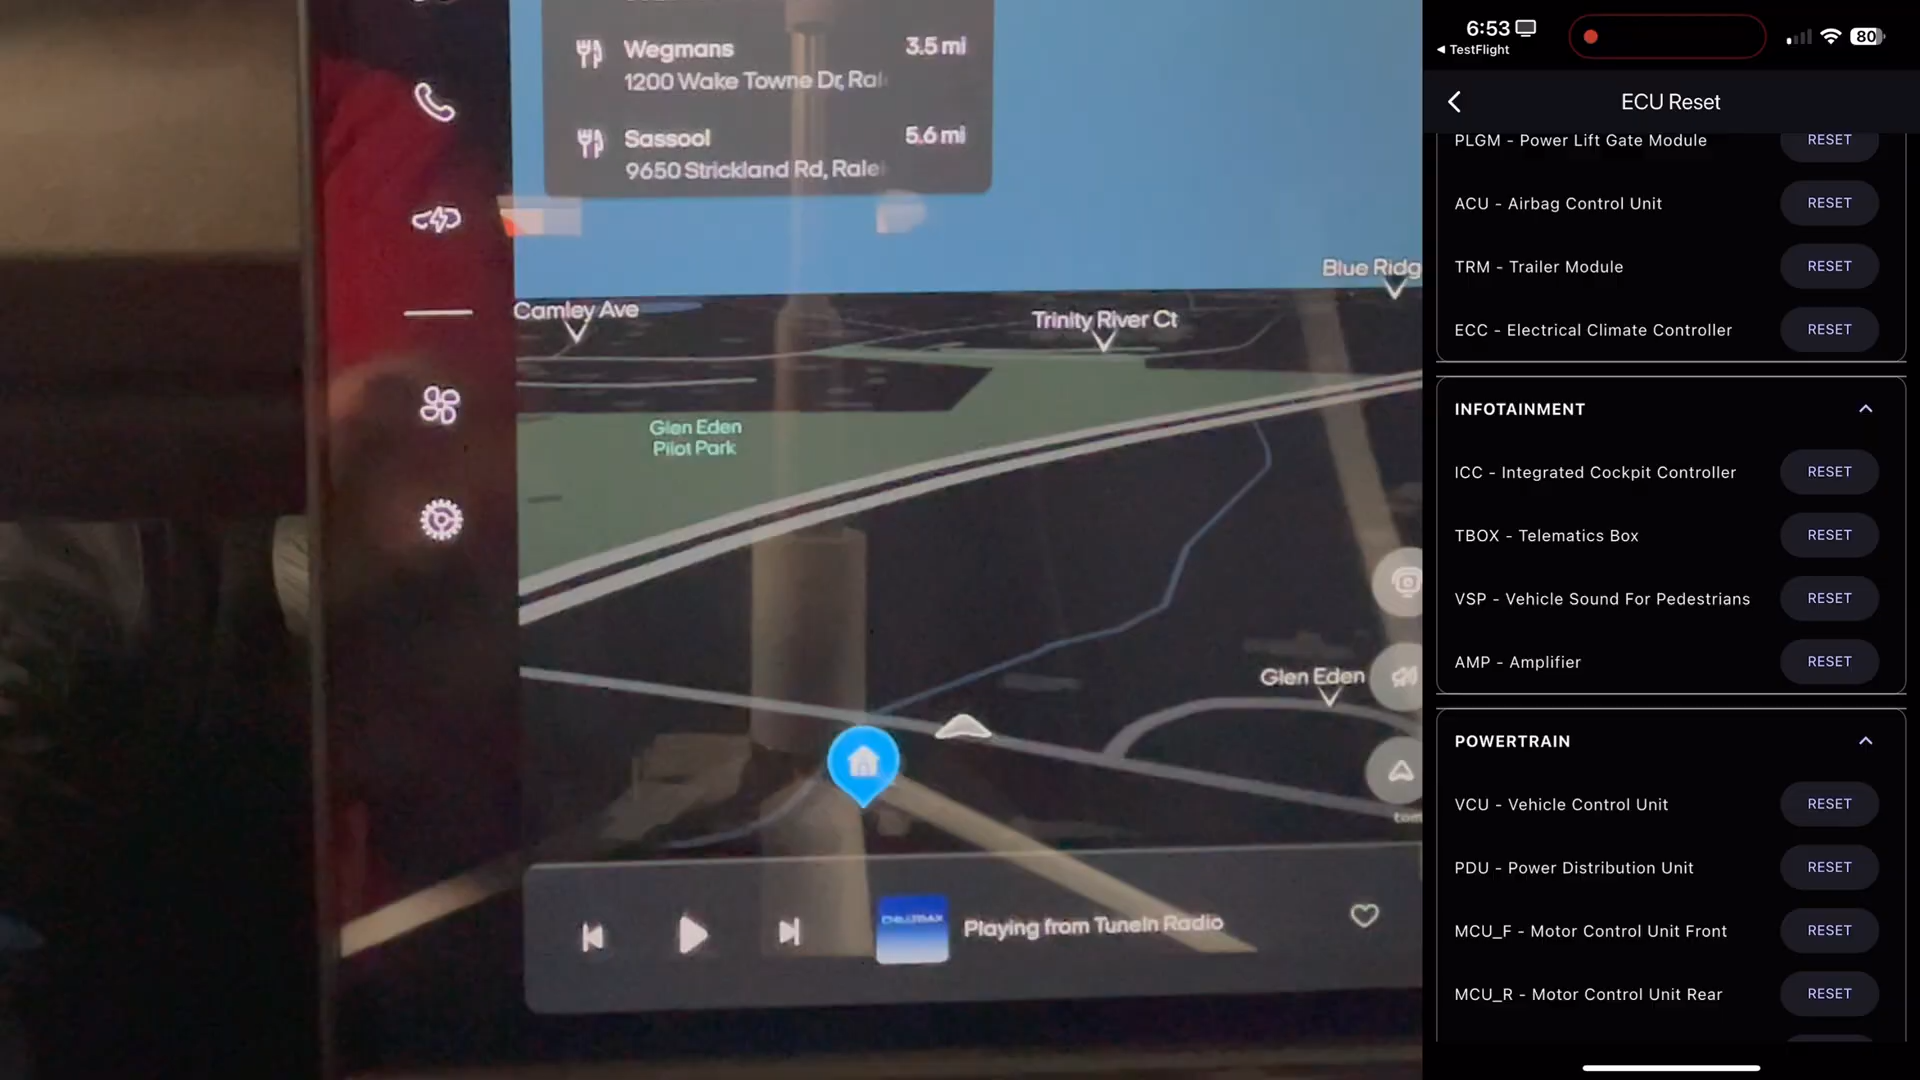 Wegmans
3.5 mi
1200 Wake Towne Dr, Ral
Sassool
5.6 mi
9650 Strickland Rd, Rale
Blue Ridg
Camley Ave
Trinity River Ct
Glen Eden
Pilot Park
Glen Eden
tom
Playing from TuneIn Radio
6:53
80
TestFlight
ECU Reset
PLGM - Power Lift Gate Module
RESET
ACU - Airbag Control Unit
RESET
TRM - Trailer Module
RESET
ECC - Electrical Climate Controller
RESET
INFOTAINMENT
ICC - Integrated Cockpit Controller
RESET
TBOX - Telematics Box
RESET
VSP - Vehicle Sound For Pedestrians
RESET
AMP - Amplifier
RESET
POWERTRAIN
VCU - Vehicle Control Unit
RESET
PDU - Power Distribution Unit
RESET
MCU_F - Motor Control Unit Front
RESET
MCU_R - Motor Control Unit Rear
RESET